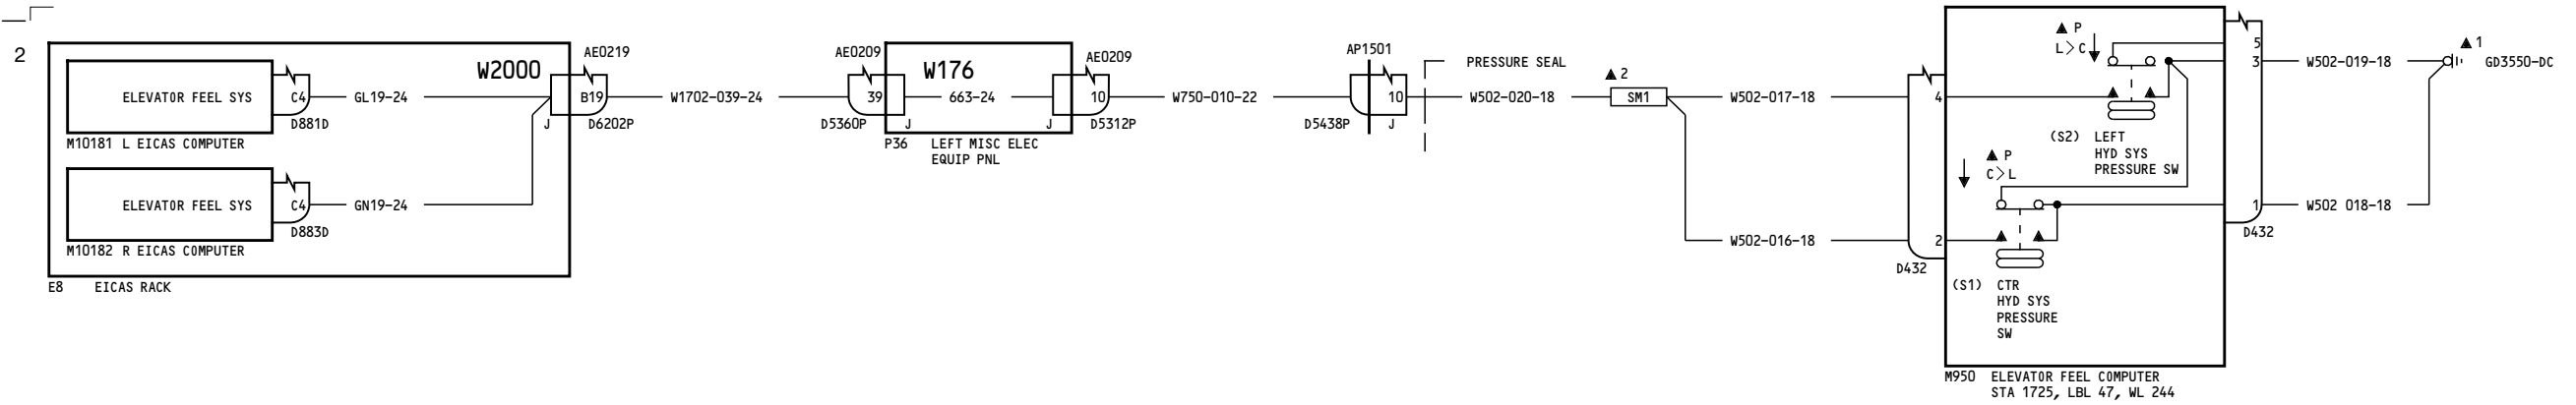 2
W2000
ELEVATOR FEEL SYS
C4
GL19-24
D881D
M10181 L EICAS COMPUTER
ELEVATOR FEEL SYS
C4
GN19-24
D883D
M10182 R EICAS COMPUTER
E8 EICAS RACK
AE0219
B19
J
D6202P
W1702-039-24
AE0209
39
D5360P
J
W176
663-24
P36 LEFT MISC ELEC
EQUIP PNL
AE0209
10
J
D5312P
W750-010-22
AP1501
10
D5438P
J
PRESSURE SEAL
W502-020-18
▲ 2
SM1
W502-017-18
W502-016-18
4
2
D432
▲ P
L>C
(S2) LEFT
HYD SYS
PRESSURE SW
▲ P
C>L
(S1) CTR
HYD SYS
PRESSURE
SW
M950 ELEVATOR FEEL COMPUTER
STA 1725, LBL 47, WL 244
5
3
1
D432
W502-019-18
W502 018-18
▲ 1
GD3550-DC